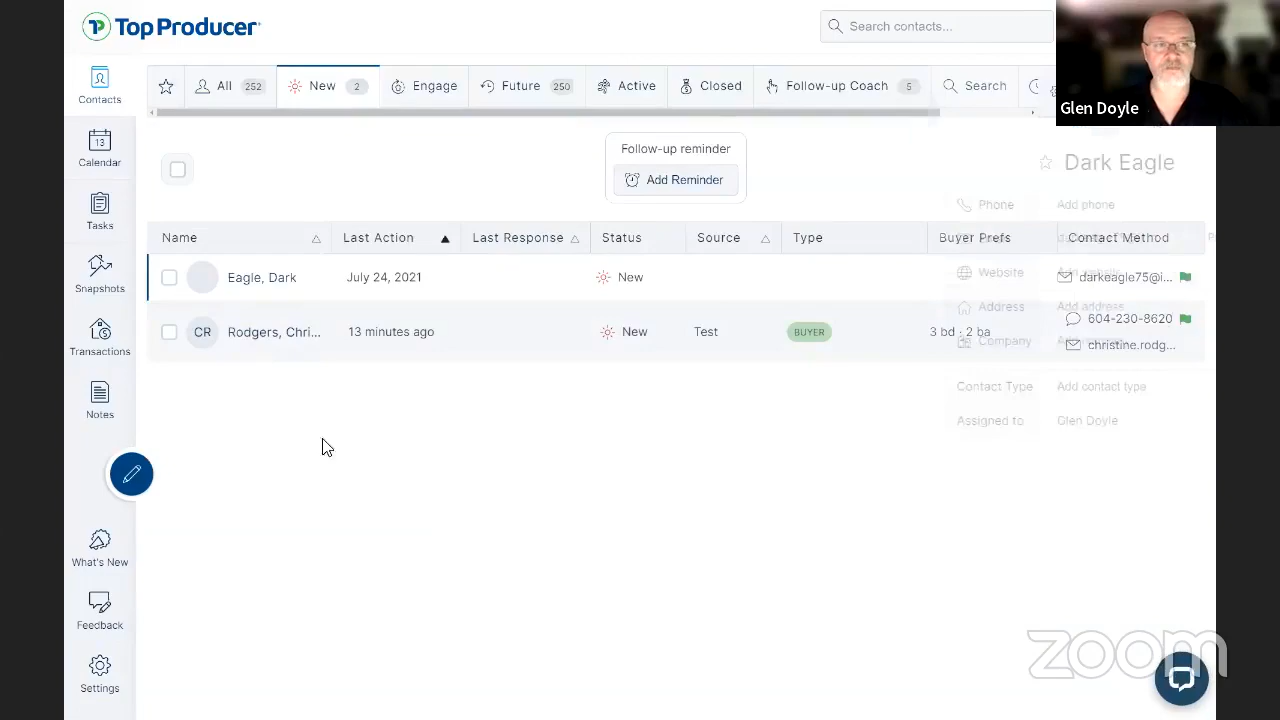 Top Producer
Search contacts...
Glen Doyle
Contacts
All 252
New 2
Engage
Future 250
Active
Closed
Follow-up Coach 5
Search
13
Calendar
Follow-up reminder
Add Reminder
Dark Eagle
Tasks
Phone Add phone
Name Last Action Last Response Status Source Type Buyer Prefs Contact Method
Snapshots
Website
Eagle, Dark July 24, 2021 New darkeagle75@i...
Address Add address
CR Rodgers, Chri... 13 minutes ago New Test BUYER 3 bd · 2 ba 604-230-8620
christine.rodg...
Company
Transactions
Contact Type Add contact type
Notes
Assigned to Glen Doyle
What's New
Feedback
Settings
zoom